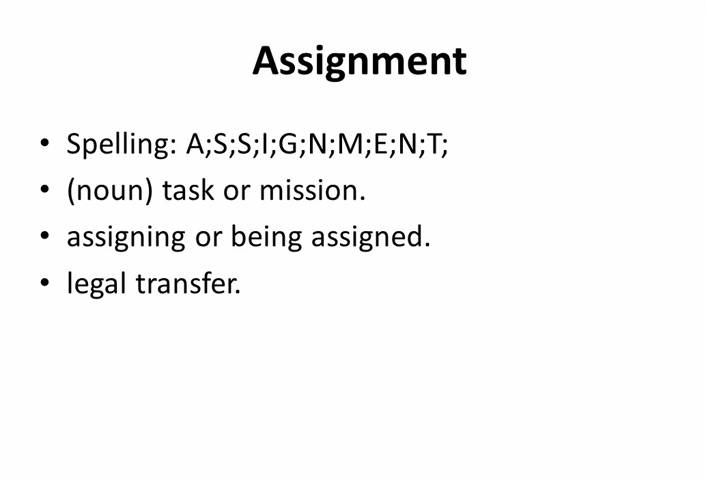 Assignment
• Spelling: A;S;S;I;G;N;M;E;N;T;
• (noun) task or mission.
• assigning or being assigned.
• legal transfer.